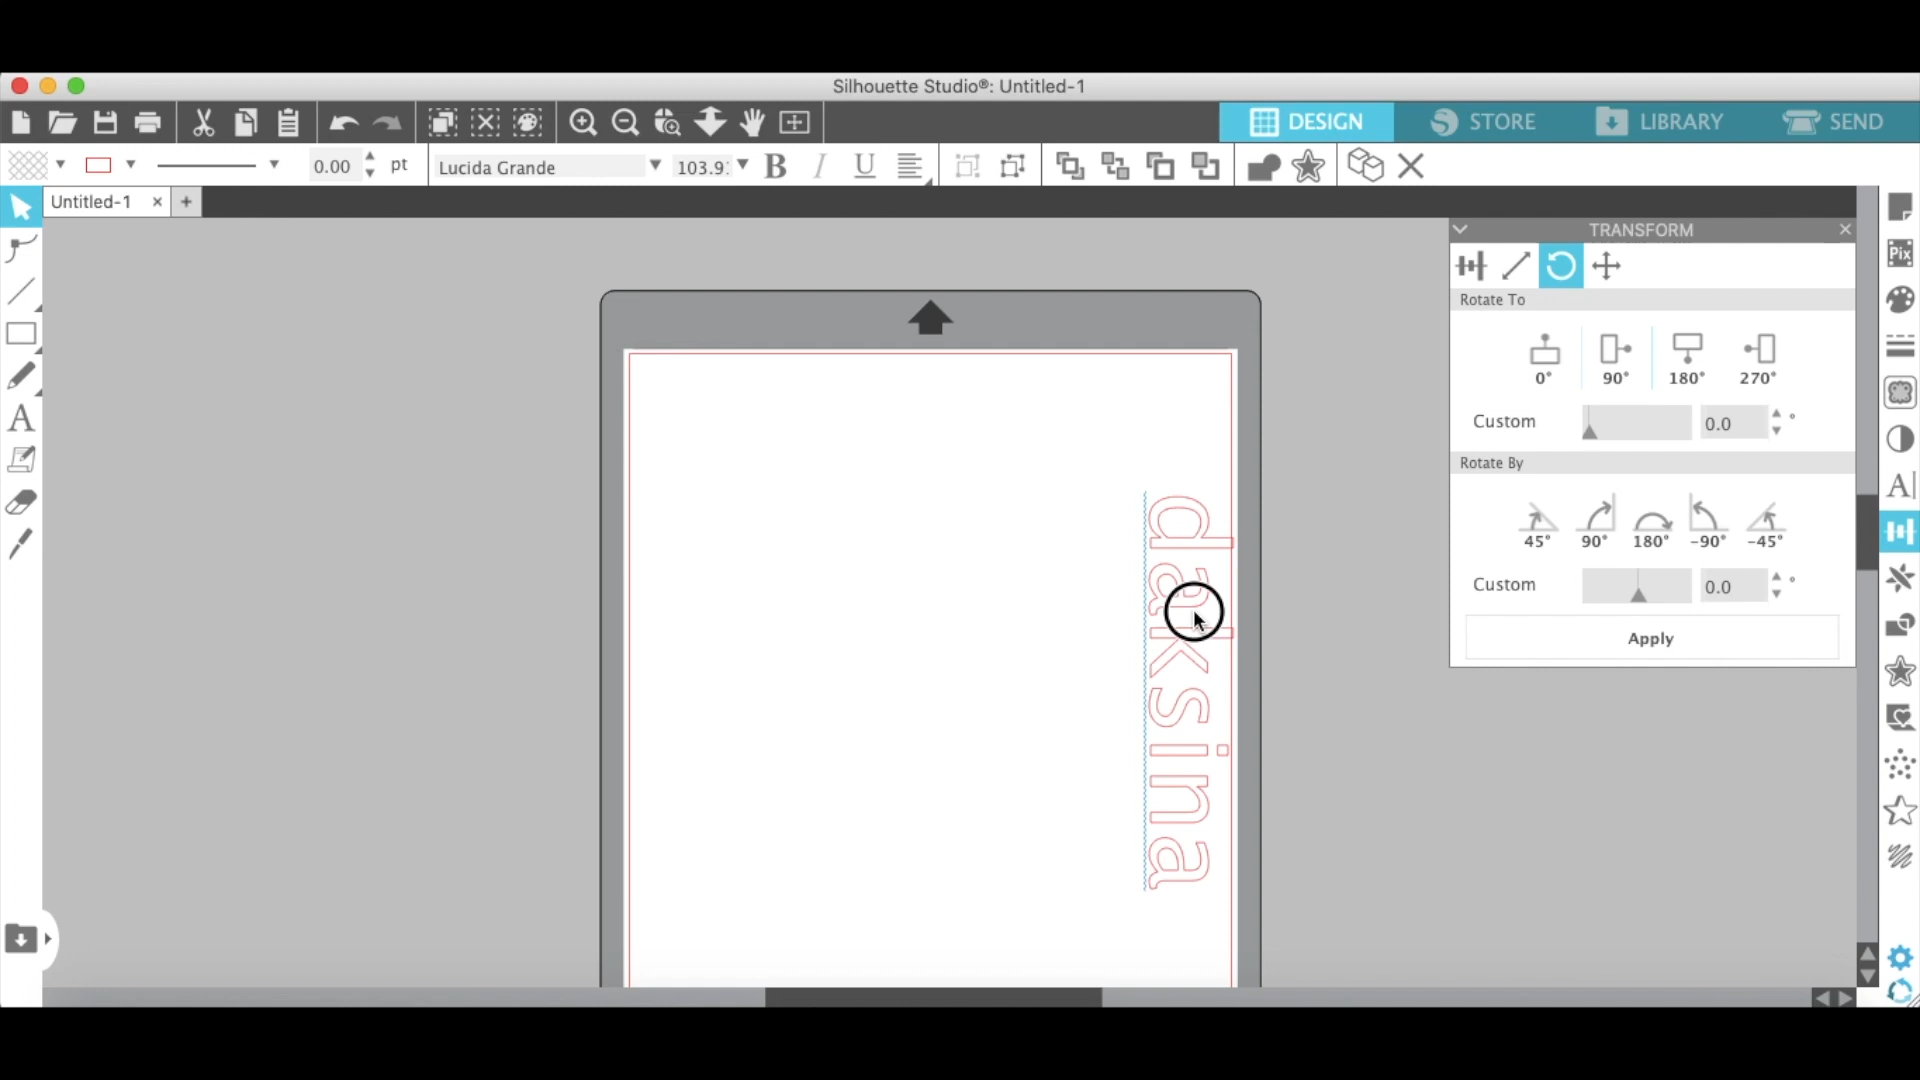 Silhouette Studio®: Untitled-1
DESIGN
STORE
LIBRARY
SEND
0.00 pt
Lucida Grande
103.9
B I U
Untitled-1 × +
TRANSFORM
Pix
Rotate To
0° 90° 180° 270°
Custom 0.0 °
Rotate By
45° 90° 180° -90° -45°
Custom 0.0 °
Apply
daksina